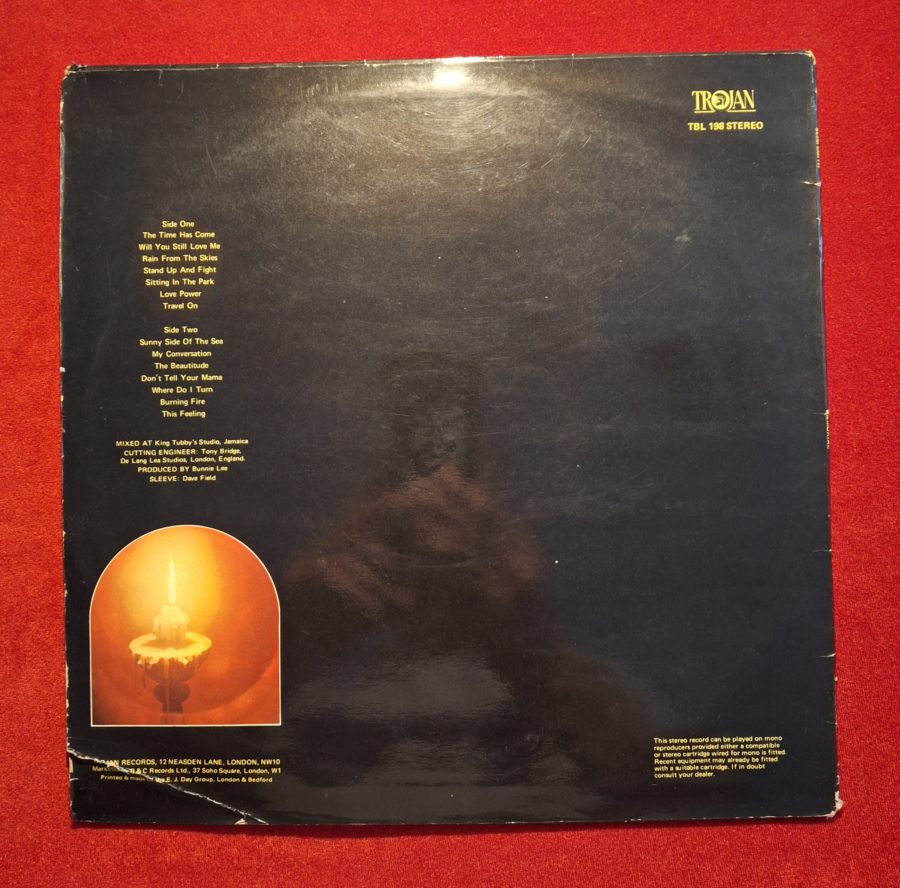 TROJAN
TBL 198 STEREO
Side One
The Time Has Come
Will You Still Love Me
Rain From The Skies
Stand Up And Fight
Sitting In The Park
Love Power
Travel On
Side Two
Sunny Side Of The Sea
My Conversation
The Beautitude
Don't Tell Your Mama
Where Do I Turn
Burning Fire
This Feeling
MIXED AT King Tubby's Studio, Jamaica
CUTTING ENGINEER: Tony Bridge,
De Lang Lea Studios, London, England.
PRODUCED BY Bunnie Lee
SLEEVE: Dave Field
RECORDS, 12 NEASDEN LANE, LONDON, NW10
& C Records Ltd., 37 Soho Square, London, W1
Printed & the E. J. Day Group, London & Bedford
This stereo record can be played on mono
reproducers provided either a compatible
or stereo cartridge wired for mono is fitted.
Recent equipment may already be fitted
with a suitable cartridge. If in doubt
consult your dealer.